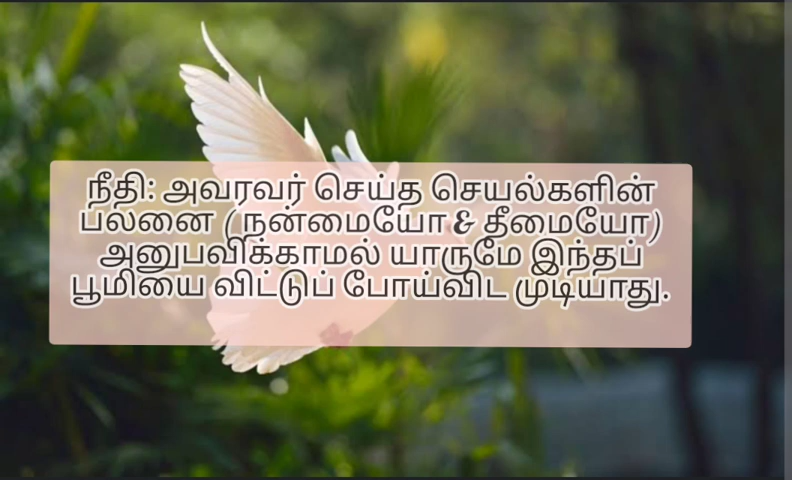 நீதி: அவரவர் செய்த செயல்களின்
பலனை (நன்மையோ & தீமையோ)
அனுபவிக்காமல் யாருமே இந்தப்
பூமியை விட்டுப் போய்விட முடியாது.